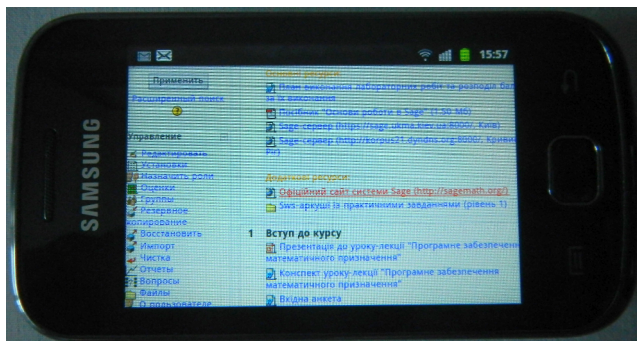 SAMSUNG
15:57
Применить
Расширенный поиск
Управление
Редактировать
Установки
Назначить роли
Оценки
Группы
Резервное
копирование
Восстановить
Импорт
Чистка
Отчеты
Вопросы
Файлы
О пользователе
Основні ресурси:
План виконання лабораторних робіт та розподіл
за їх виконання
Посібник "Основи роботи в Sage" (1.50 Мб)
Sage-сервер (https://sage.ukma.kiev.ua:8000/, Київ)
Sage-сервер (http://korpus21.dyndns.org:8000/,
Додаткові ресурси:
Офіційний сайт системи Sage (http://sagemath.org/)
Sws-аркуші із практичними завданнями (рівень 1)
1 Вступ до курсу
Презентація до уроку-лекції "Програмне забезпечення
математичного призначення"
Конспект уроку-лекції "Програмне забезпечення
математичного призначення"
Вхідна анкета